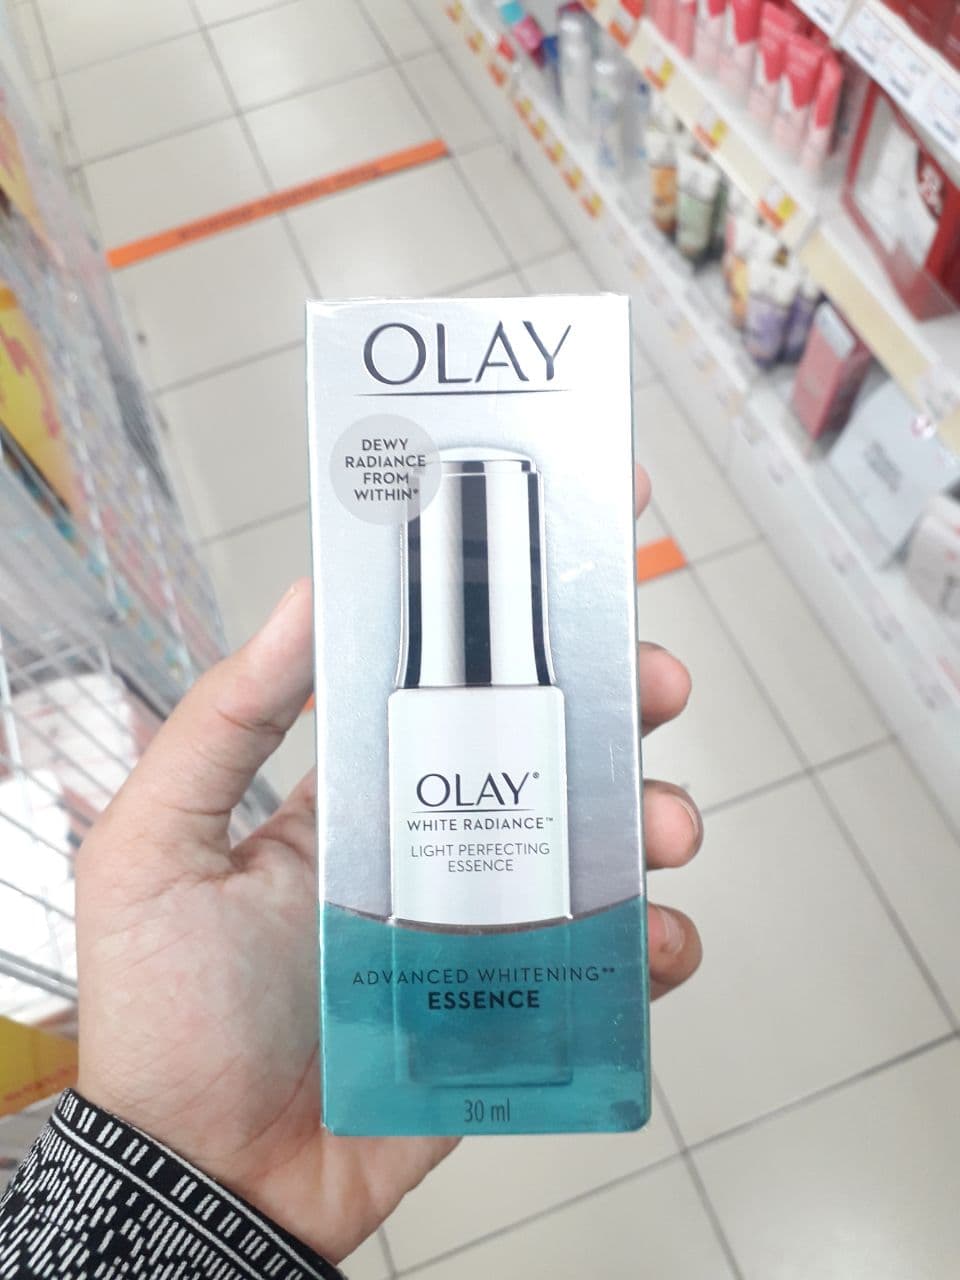 OLAY
DEWY
RADIANCE
FROM
WITHIN*
OLAY®
WHITE RADIANCE™
LIGHT PERFECTING
ESSENCE
ADVANCED WHITENING**
ESSENCE
30 ml